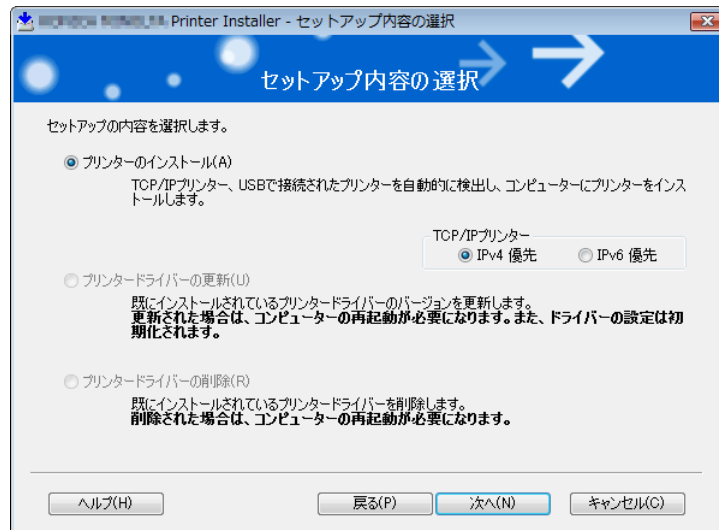 Printer Installer - セットアップ内容の選択
セットアップ内容の選択
セットアップの内容を選択します。
プリンターのインストール(A)
TCP/IPプリンター、USBで接続されたプリンターを自動的に検出し、コンピューターにプリンターをインス
トールします。
TCP/IPプリンター
IPv4 優先 IPv6 優先
プリンタードライバーの更新(U)
既にインストールされているプリンタードライバーのバージョンを更新します。
更新された場合は、コンピューターの再起動が必要になります。また、ドライバーの設定は初
期化されます。
プリンタードライバーの削除(R)
既にインストールされているプリンタードライバーを削除します。
削除された場合は、コンピューターの再起動が必要になります。
ヘルプ(H) 戻る(P) 次へ(N) キャンセル(C)